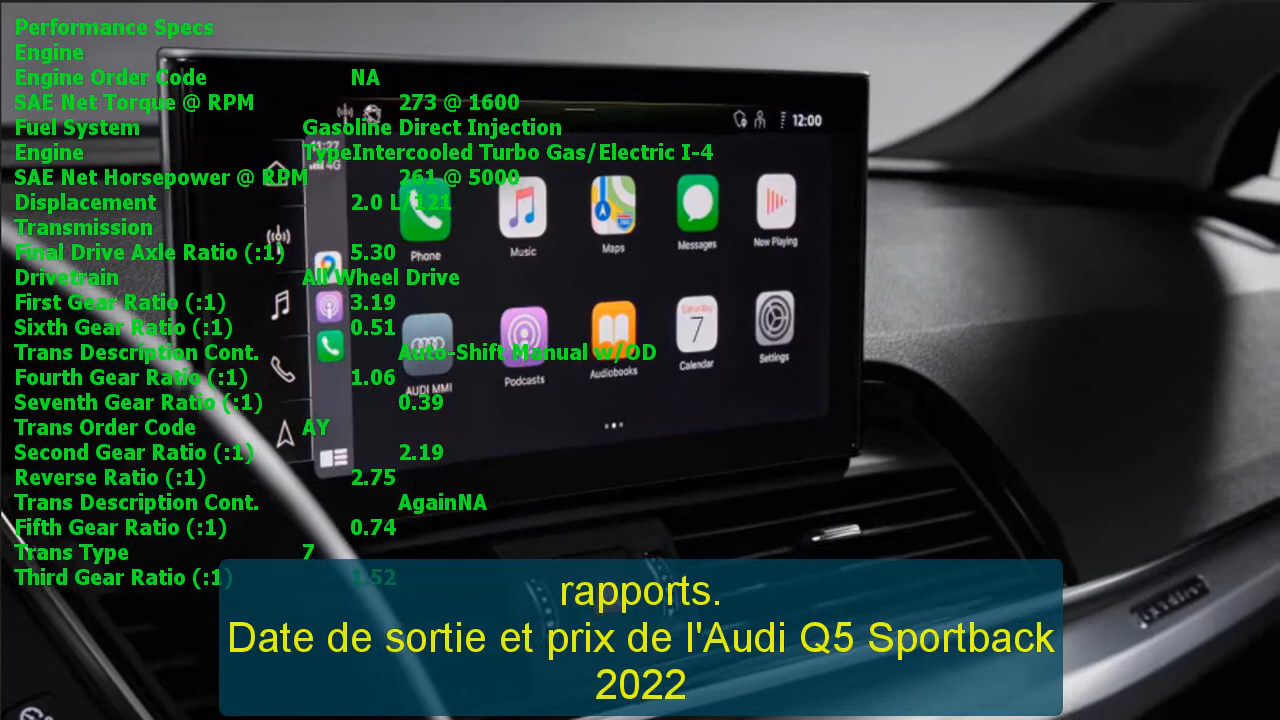 Performance Specs
Engine
Engine Order Code NA
SAE Net Torque @ RPM 273 @ 1600
Fuel System Gasoline Direct Injection
Engine TypeIntercooled Turbo Gas/Electric I-4
SAE Net Horsepower @ RPM 261 @ 5000
Displacement 2.0 L/121
Transmission
Final Drive Axle Ratio (:1) 5.30
Drivetrain All Wheel Drive
First Gear Ratio (:1) 3.19
Sixth Gear Ratio (:1) 0.51
Trans Description Cont. Auto-Shift Manual w/OD
Fourth Gear Ratio (:1) 1.06
Seventh Gear Ratio (:1) 0.39
Trans Order Code AY
Second Gear Ratio (:1) 2.19
Reverse Ratio (:1) 2.75
Trans Description Cont. AgainNA
Fifth Gear Ratio (:1) 0.74
Trans Type 7
Third Gear Ratio (:1) 1.52
12:00
11:27
4G
Phone Music Maps Messages Now Playing
Saturday
7
AUDI MMI Podcasts Audiobooks Calendar Settings
rapports.
Date de sortie et prix de l'Audi Q5 Sportback
2022